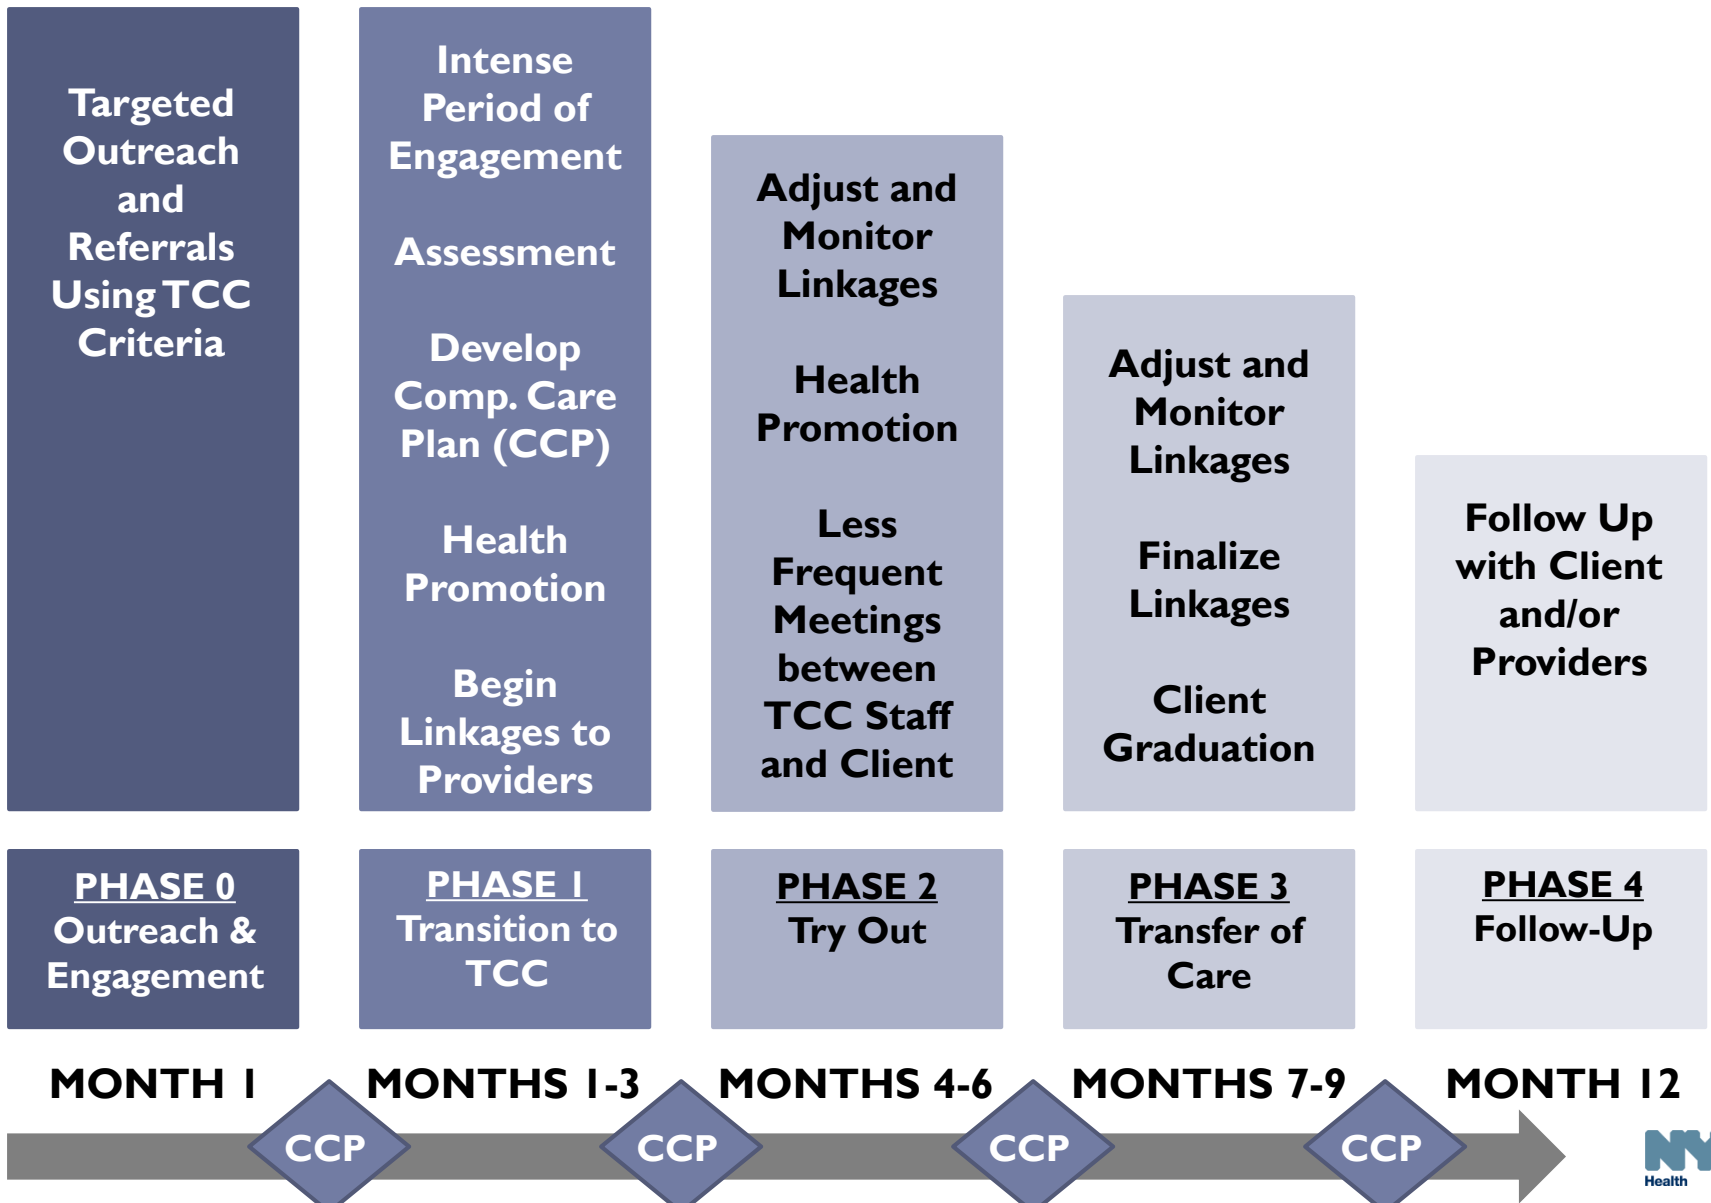 Targeted
Outreach
and
Referrals
Using TCC
Criteria
Intense
Period of
Engagement
Assessment
Develop
Comp. Care
Plan (CCP)
Health
Promotion
Begin
Linkages to
Providers
Adjust and
Monitor
Linkages
Health
Promotion
Less
Frequent
Meetings
between
TCC Staff
and Client
Adjust and
Monitor
Linkages
Finalize
Linkages
Client
Graduation
Follow Up
with Client
and/or
Providers
PHASE 0
Outreach &
Engagement
PHASE 1
Transition to
TCC
PHASE 2
Try Out
PHASE 3
Transfer of
Care
PHASE 4
Follow-Up
MONTH 1
MONTHS 1-3
MONTHS 4-6
MONTHS 7-9
MONTH 12
CCP
CCP
CCP
CCP
NY
Health